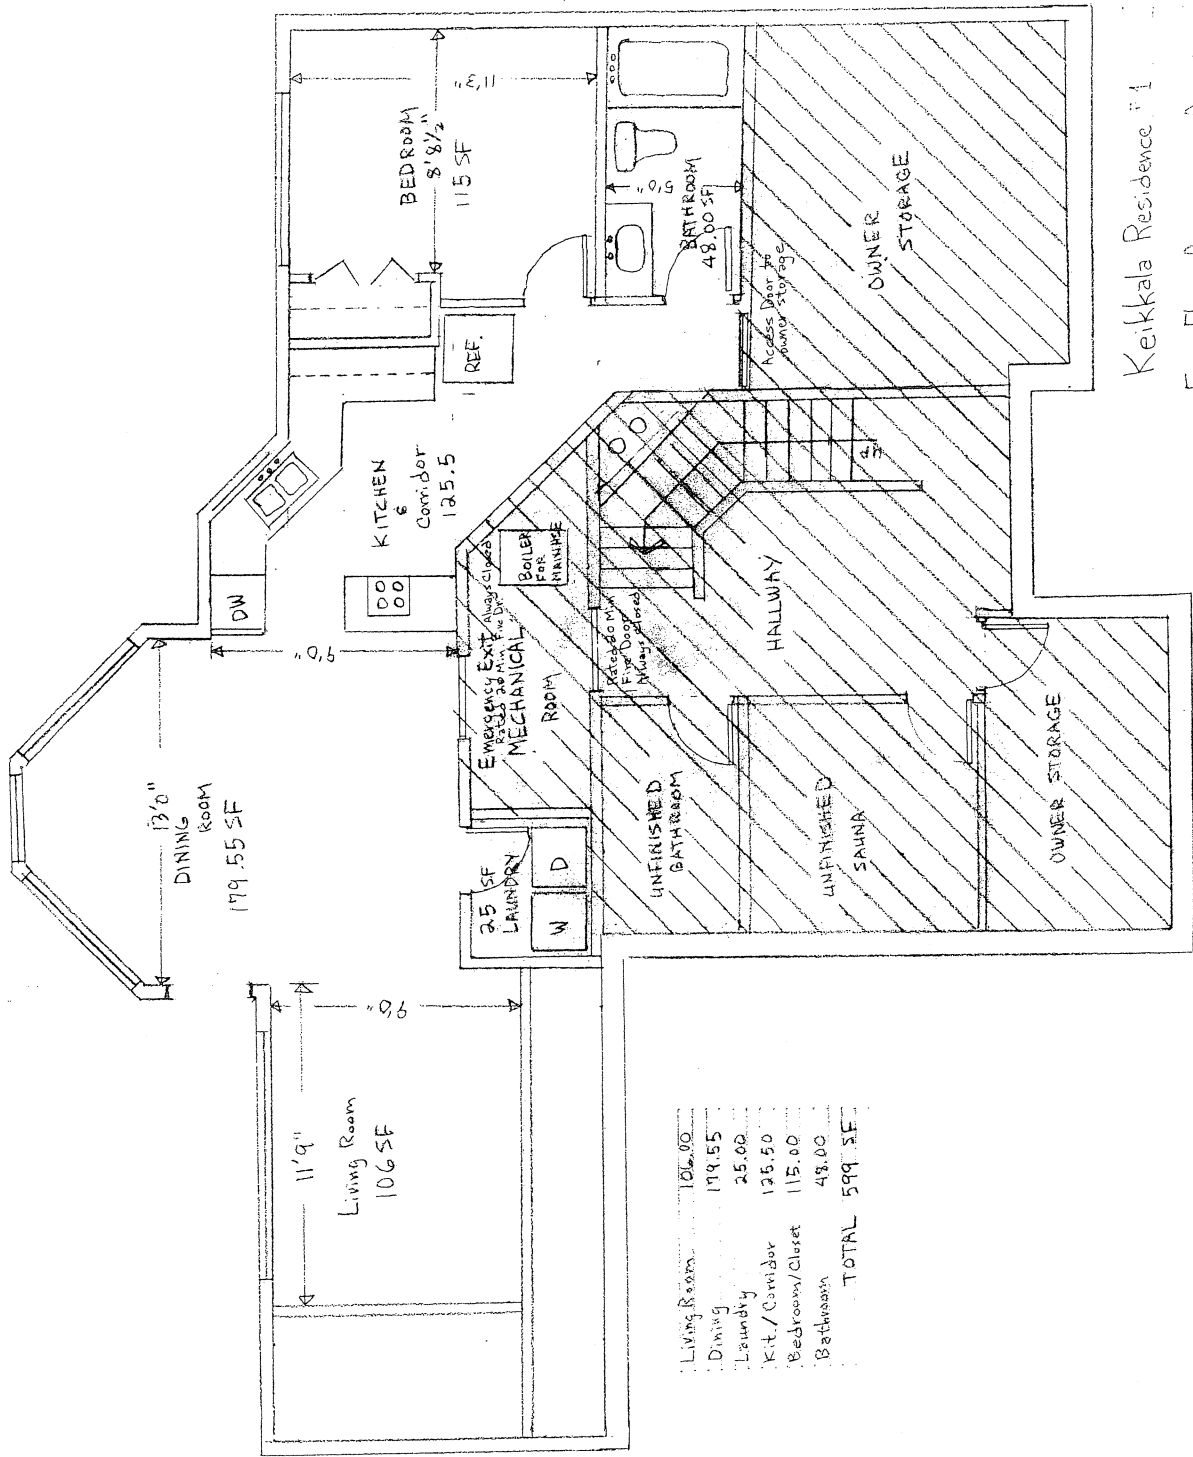 BEDROOM
8'8½"
115 SF
11'3"
BATHROOM
48.00 SF
5'0"
OWNER
STORAGE
Access Door to
owner storage
REF.
KITCHEN
&
Corridor
125.5
DW
9'0"
13'0"
DINING
ROOM
179.55 SF
Emergency Exit Always Closed
Rated 20 Min. Fire Dr.
MECHANICAL
ROOM
BOILER
FOR
MAINHSE
Rated 20 Min
Fire Door
Always Closed
HALLWAY
25 SF
LAUNDRY
W
D
UNFINISHED
BATHROOM
UNFINISHED
SAUNA
OWNER STORAGE
11'9"
9'0"
Living Room
106 SF
Living Room 106.00
Dining 179.55
Laundry 25.00
Kit./Corridor 125.50
Bedroom/Closet 115.00
Bathroom 48.00
TOTAL 599 SF
Keikkala Residence #1